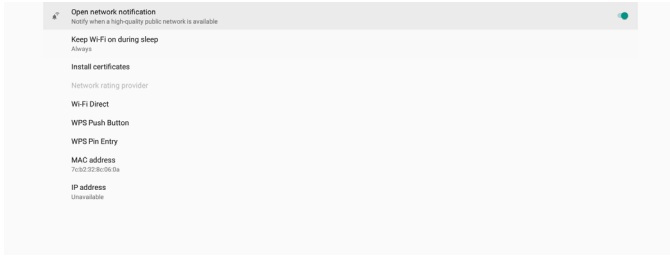 Open network notification
Notify when a high-quality public network is available
Keep Wi-Fi on during sleep
Always
Install certificates
Network rating provider
Wi-Fi Direct
WPS Push Button
WPS Pin Entry
MAC address
7c:b2:32:8c:06:0a
IP address
Unavailable